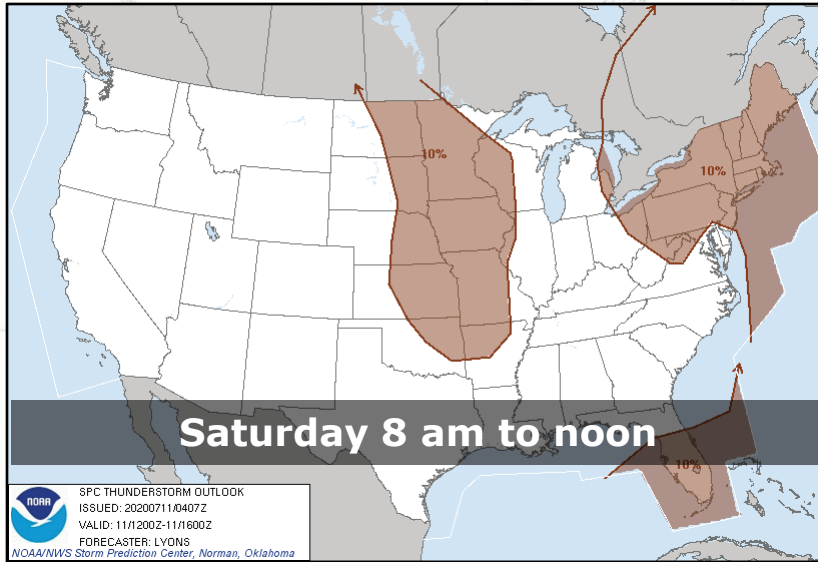 10%
10%
Saturday 8 am to noon
10%
NOAA
SPC THUNDERSTORM OUTLOOK
ISSUED: 20200711/0407Z
VALID: 11/1200Z-11/1600Z
FORECASTER: LYONS
NOAA/NWS Storm Prediction Center, Norman, Oklahoma